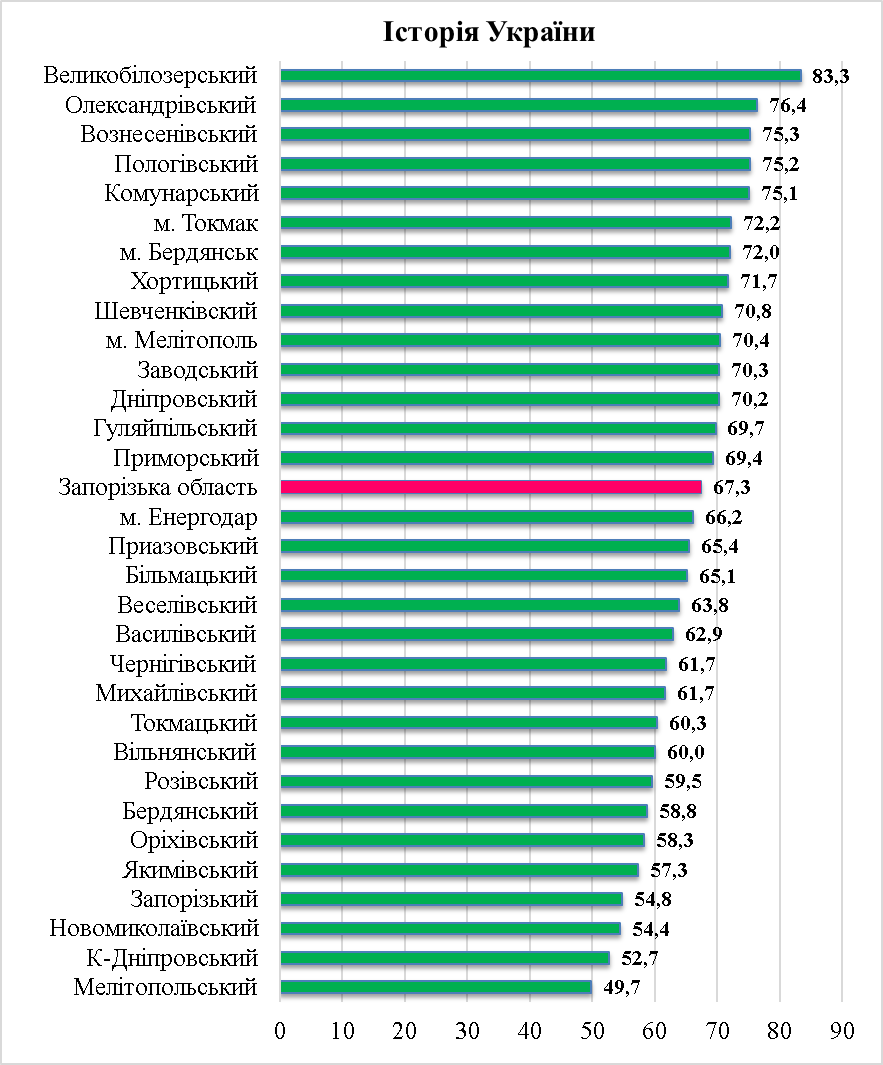 Історія України
Великобілозерський 83,3
Олександрівський 76,4
Вознесенівський 75,3
Пологівський 75,2
Комунарський 75,1
м. Токмак 72,2
м. Бердянськ 72,0
Хортицький 71,7
Шевченківский 70,8
м. Мелітополь 70,4
Заводський 70,3
Дніпровський 70,2
Гуляйпільський 69,7
Приморський 69,4
Запорізька область 67,3
м. Енергодар 66,2
Приазовський 65,4
Більмацький 65,1
Веселівський 63,8
Василівський 62,9
Чернігівський 61,7
Михайлівський 61,7
Токмацький 60,3
Вільнянський 60,0
Розівський 59,5
Бердянський 58,8
Оріхівський 58,3
Якимівський 57,3
Запорізький 54,8
Новомиколаївський 54,4
К-Дніпровський 52,7
Мелітопольський 49,7
0 10 20 30 40 50 60 70 80 90